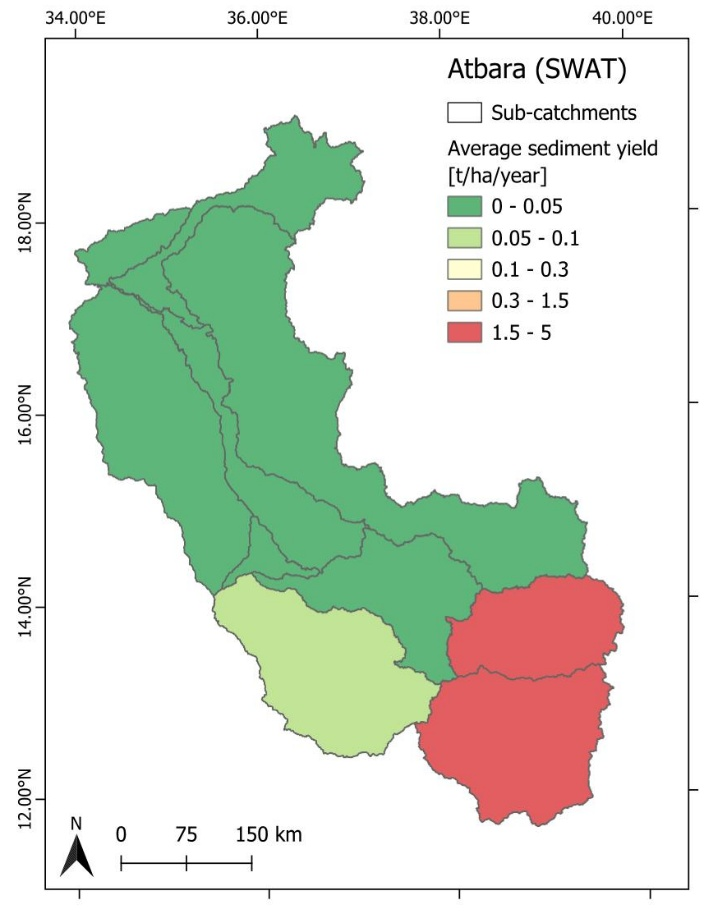 34.00°E 36.00°E 38.00°E 40.00°E
Atbara (SWAT)
Sub-catchments
Average sediment yield
[t/ha/year]
0 - 0.05
0.05 - 0.1
0.1 - 0.3
0.3 - 1.5
1.5 - 5
18.00°N
16.00°N
14.00°N
12.00°N
N
0 75 150 km